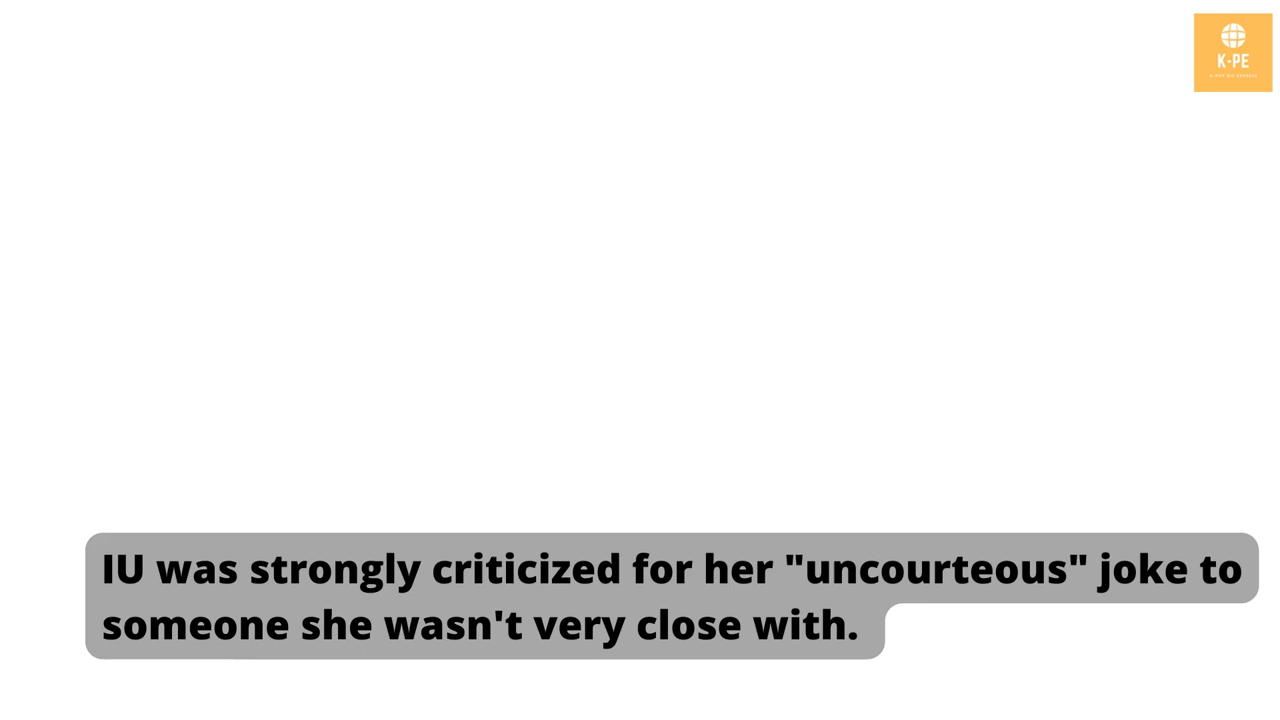 K-PE
IU was strongly criticized for her "uncourteous" joke to
someone she wasn't very close with.